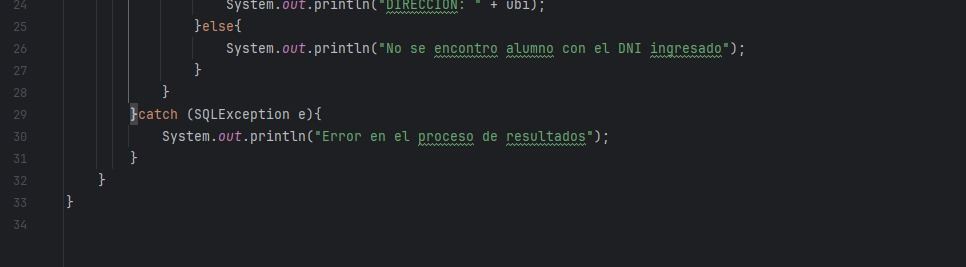 24 System.out.println("DIRECCION: " + ubi);
25 }else{
26 System.out.println("No se encontro alumno con el DNI ingresado");
27 }
28 }
29 }catch (SQLException e){
30 System.out.println("Error en el proceso de resultados");
31 }
32 }
33 }
34